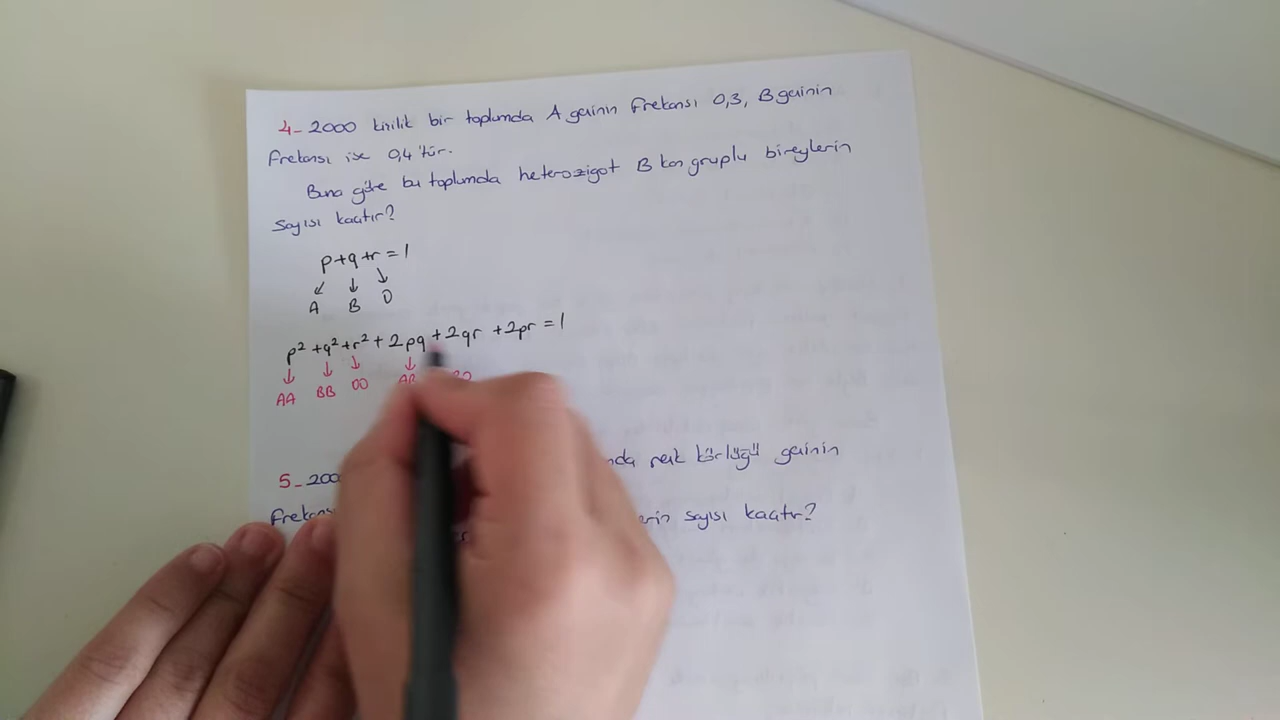 4- 2000 kişilik bir toplumda A geninin frekansı 0,3, B geninin
frekansı ise 0,4'tür.
Buna göre bu toplumda heterozigot B kan gruplu bireylerin
sayısı kaçtır?
p+q+r=1
A B O
p² +q² +r² + 2pq +2qr +2pr =1
AA BB OO AB
5- 200 nda renk körlüğü geninin
frekans erin sayısı kaçtır?